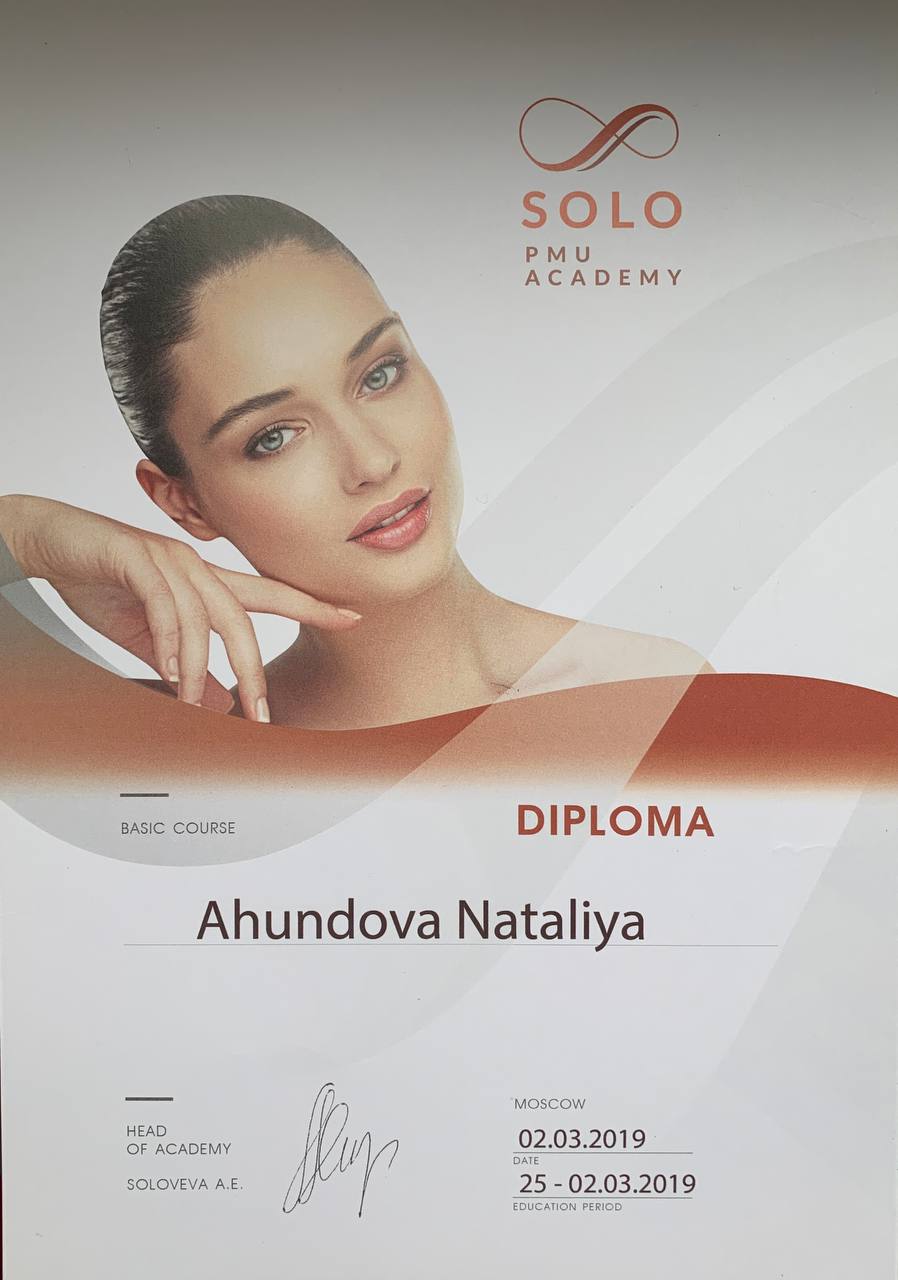 SOLO
PMU
ACADEMY
BASIC COURSE
DIPLOMA
Ahundova Nataliya
HEAD
OF ACADEMY
SOLOVEVA A.E.
MOSCOW
02.03.2019
DATE
25 - 02.03.2019
EDUCATION PERIOD